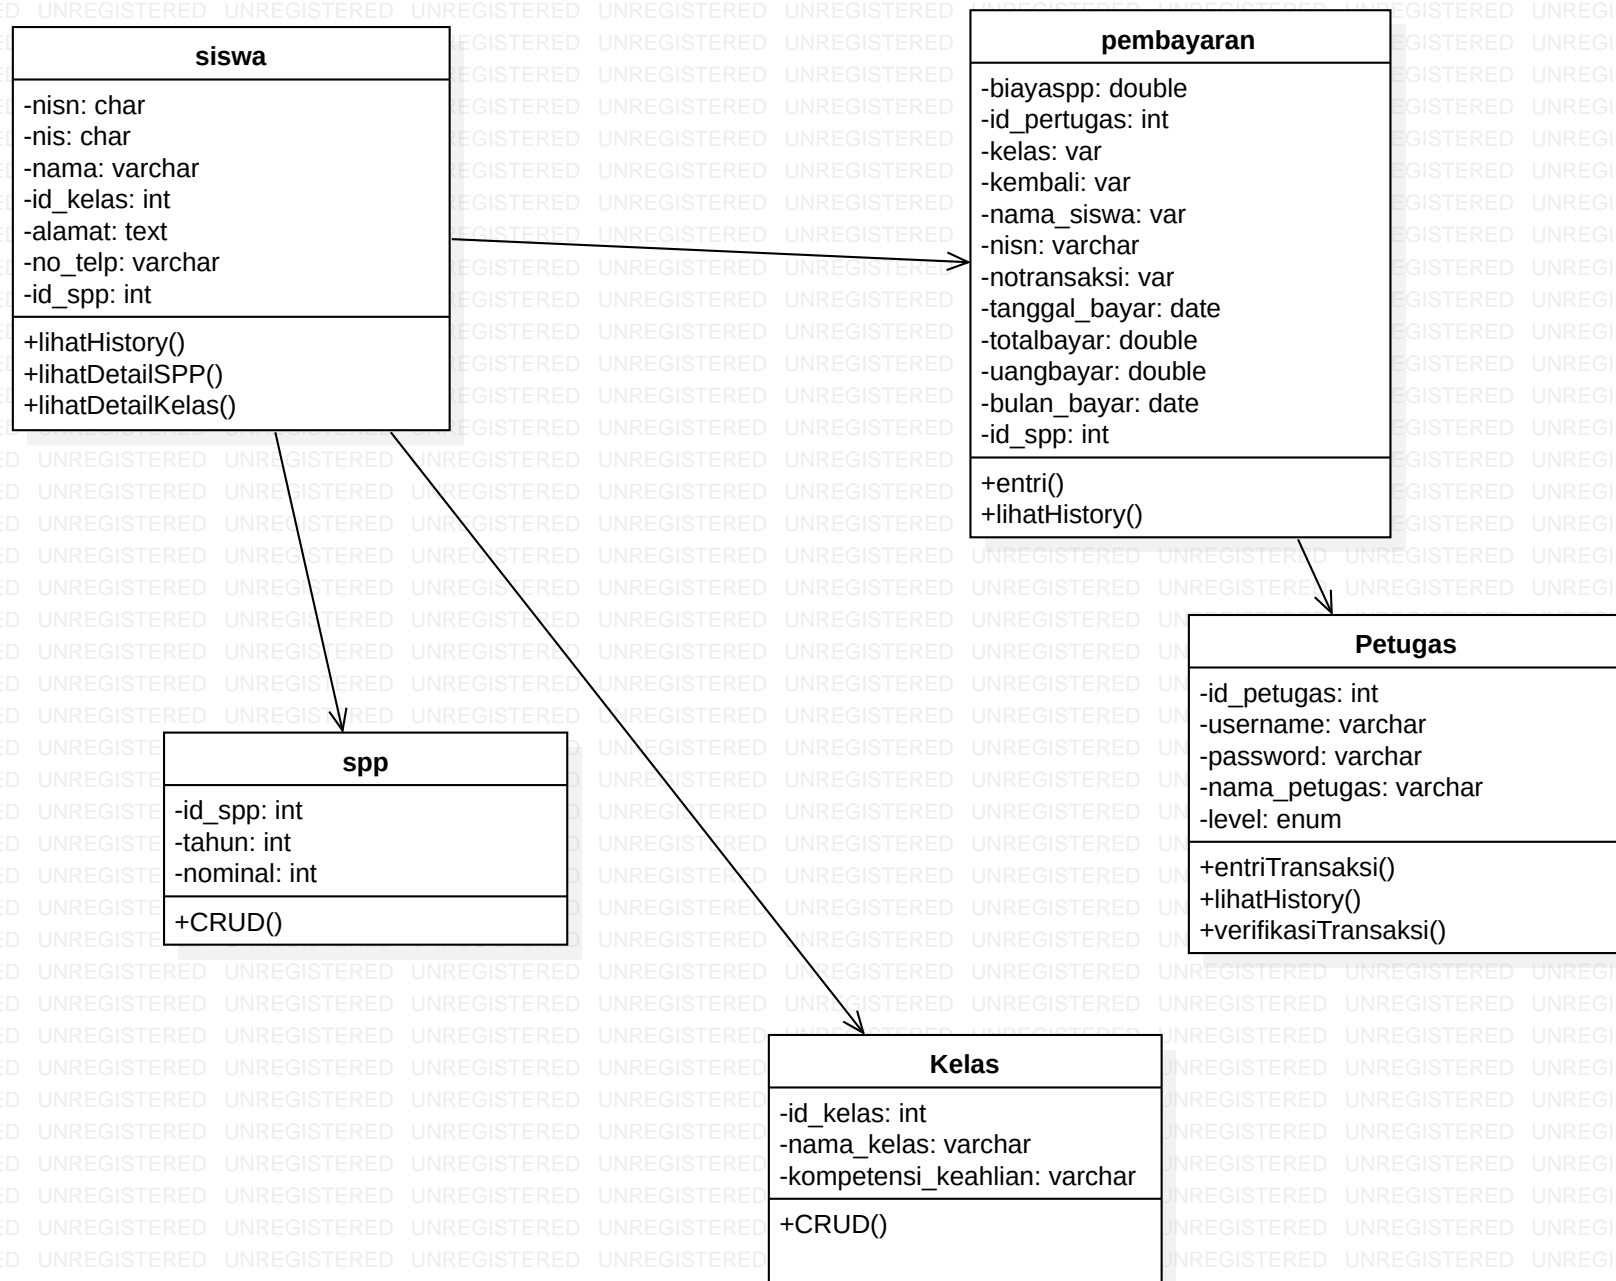 siswa
-nisn: char
-nis: char
-nama: varchar
-id_kelas: int
-alamat: text
-no_telp: varchar
-id_spp: int
+lihatHistory()
+lihatDetailSPP()
+lihatDetailKelas()
pembayaran
-biayaspp: double
-id_pertugas: int
-kelas: var
-kembali: var
-nama_siswa: var
-nisn: varchar
-notransaksi: var
-tanggal_bayar: date
-totalbayar: double
-uangbayar: double
-bulan_bayar: date
-id_spp: int
+entri()
+lihatHistory()
Petugas
-id_petugas: int
-username: varchar
-password: varchar
-nama_petugas: varchar
-level: enum
+entriTransaksi()
+lihatHistory()
+verifikasiTransaksi()
spp
-id_spp: int
-tahun: int
-nominal: int
+CRUD()
Kelas
-id_kelas: int
-nama_kelas: varchar
-kompetensi_keahlian: varchar
+CRUD()
UNREGISTERED